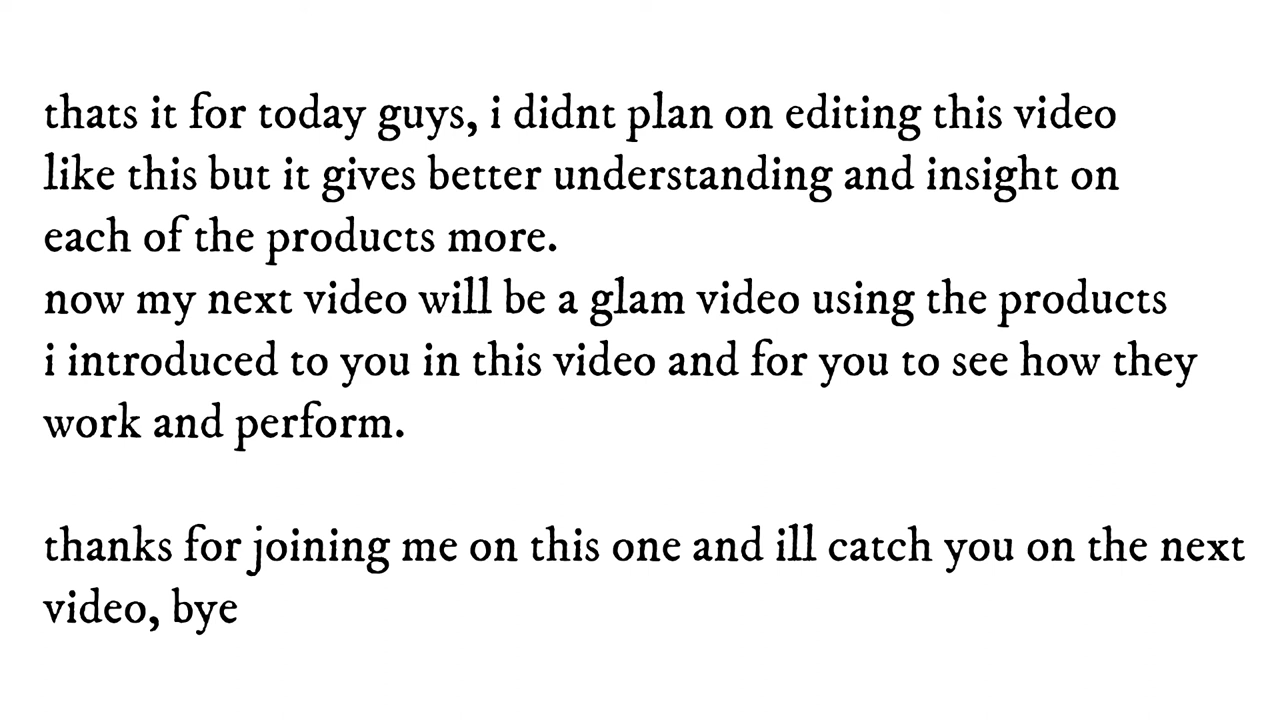 thats it for today guys, i didnt plan on editing this video
like this but it gives better understanding and insight on
each of the products more.
now my next video will be a glam video using the products
i introduced to you in this video and for you to see how they
work and perform.
thanks for joining me on this one and ill catch you on the next
video, bye